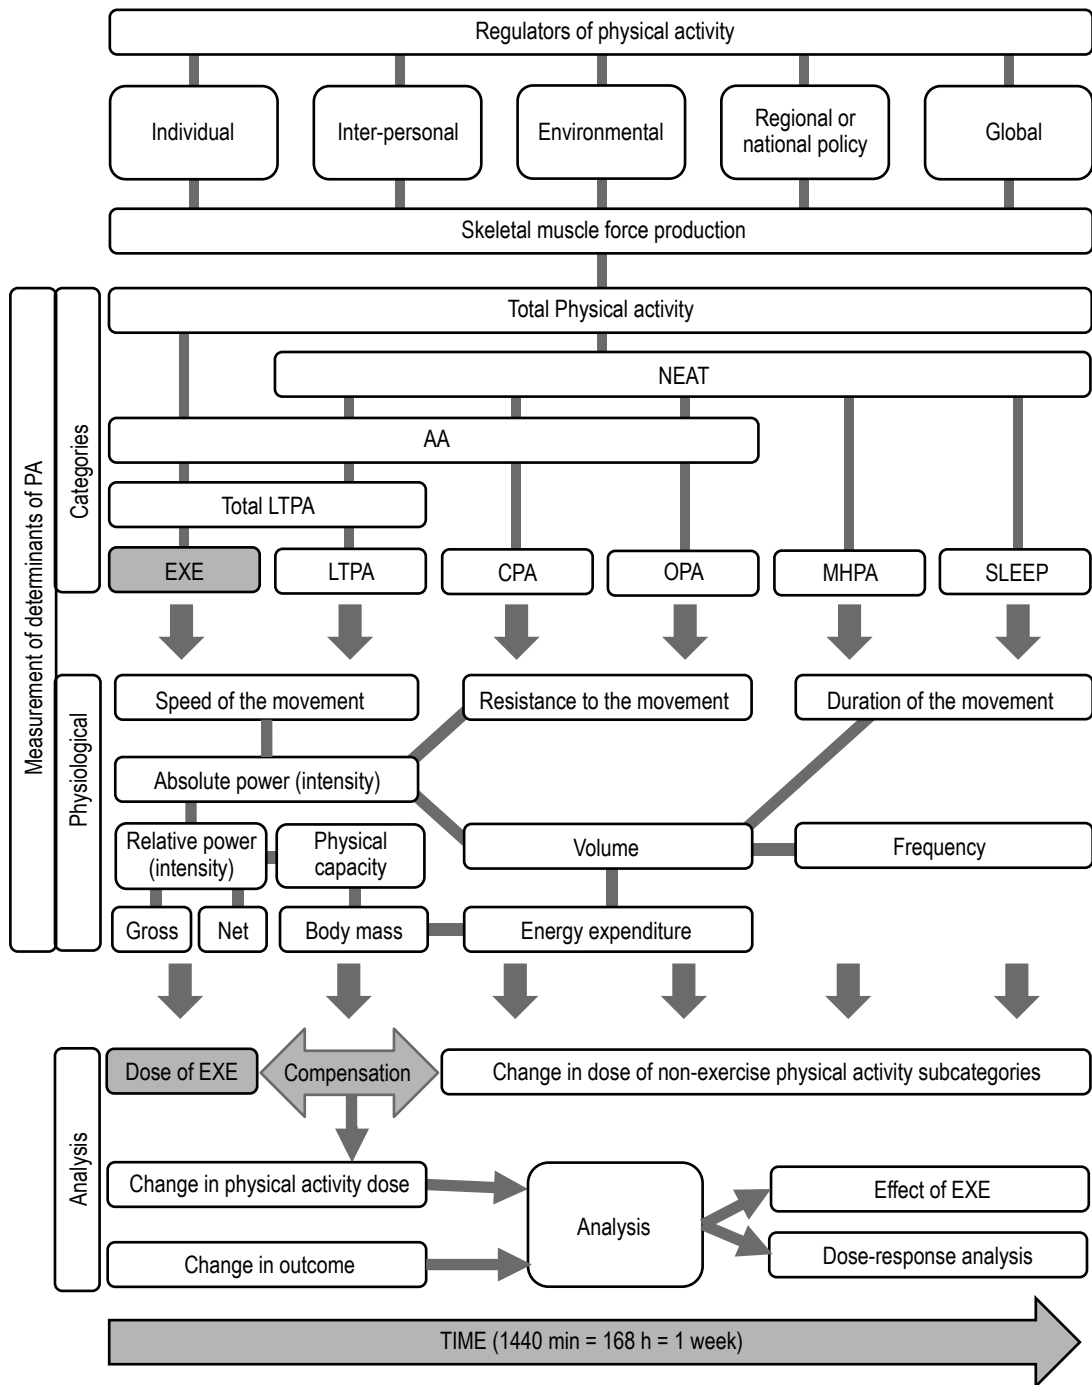 Regulators of physical activity
Individual
Inter-personal
Environmental
Regional or
national policy
Global
Skeletal muscle force production
Measurement of determinants of PA
Categories
Total Physical activity
NEAT
AA
Total LTPA
EXE
LTPA
CPA
OPA
MHPA
SLEEP
Physiological
Speed of the movement
Resistance to the movement
Duration of the movement
Absolute power (intensity)
Relative power
(intensity)
Physical
capacity
Volume
Frequency
Gross
Net
Body mass
Energy expenditure
Analysis
Dose of EXE
Compensation
Change in dose of non-exercise physical activity subcategories
Change in physical activity dose
Analysis
Effect of EXE
Change in outcome
Dose-response analysis
TIME (1440 min = 168 h = 1 week)